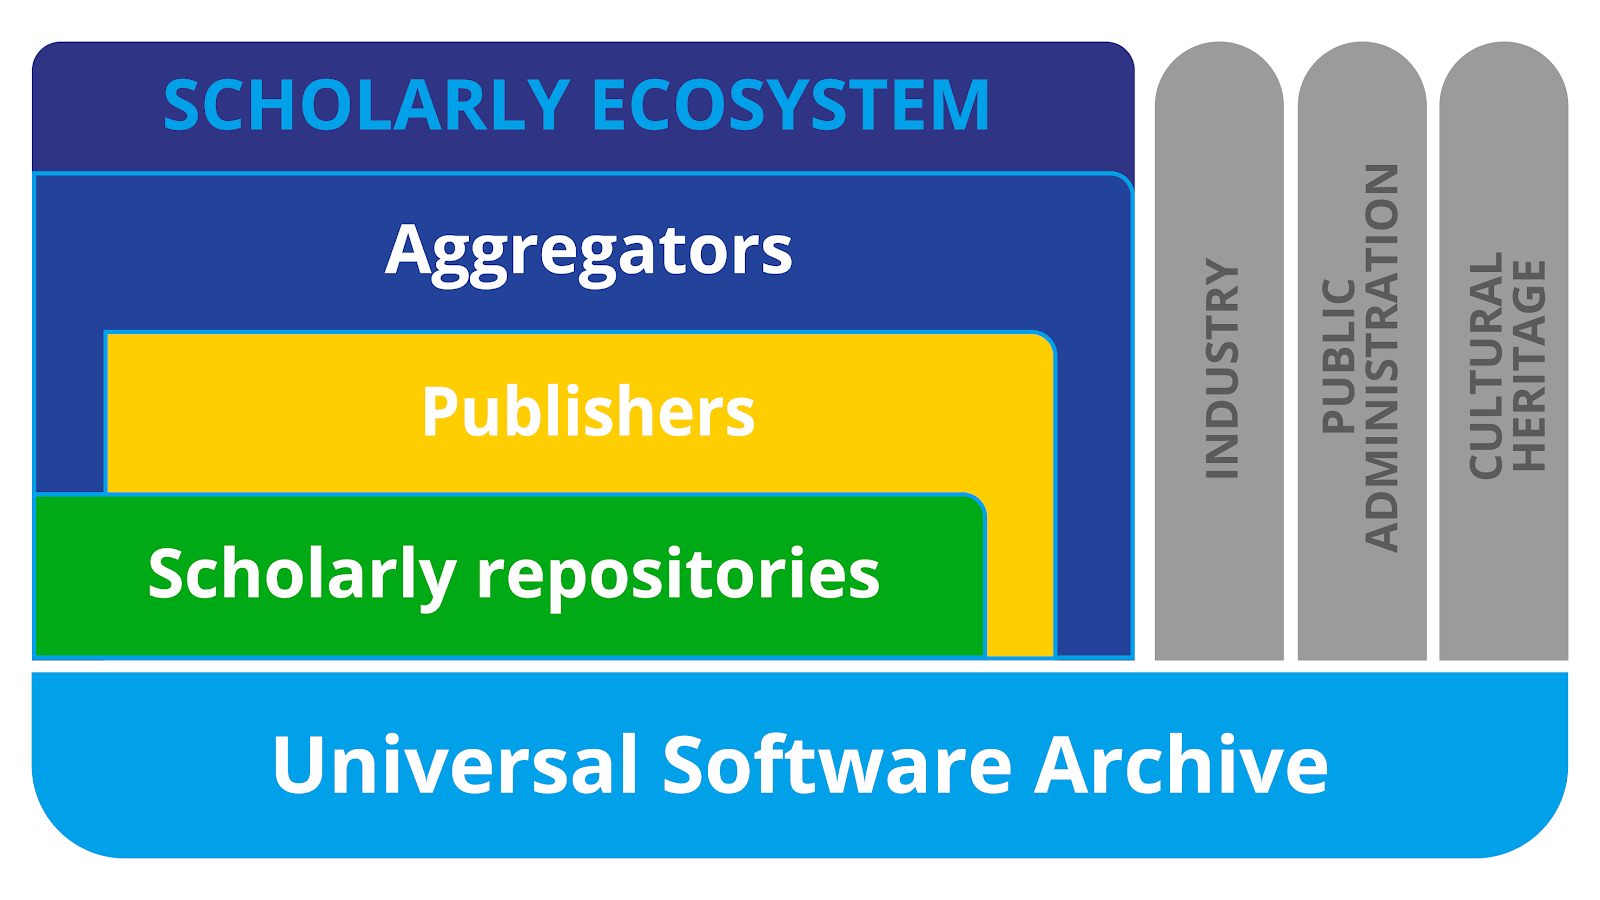 SCHOLARLY ECOSYSTEM
Aggregators
Publishers
Scholarly repositories
INDUSTRY
PUBLIC
ADMINISTRATION
CULTURAL
HERITAGE
Universal Software Archive